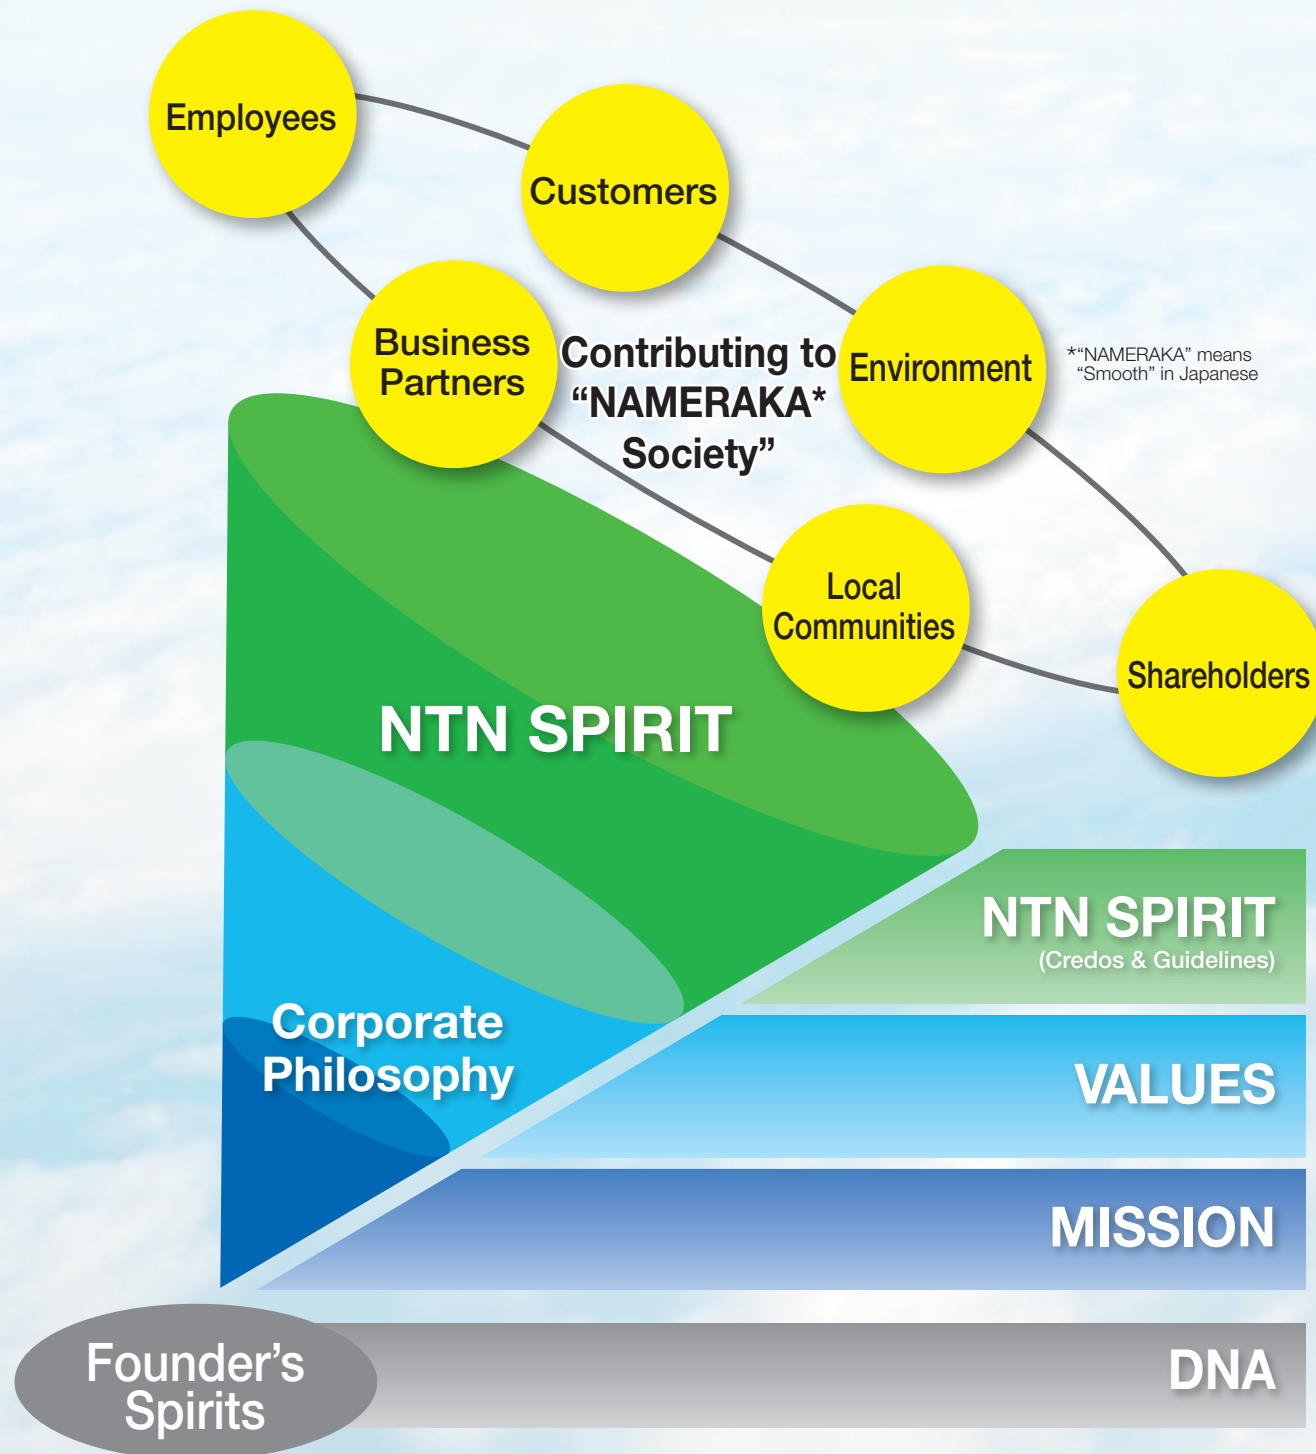 Employees
Customers
Business
Partners
Contributing to
“NAMERAKA*
Society”
Environment
*“NAMERAKA” means
“Smooth” in Japanese
Local
Communities
Shareholders
NTN SPIRIT
NTN SPIRIT
(Credos & Guidelines)
Corporate
Philosophy
VALUES
MISSION
Founder’s
Spirits
DNA